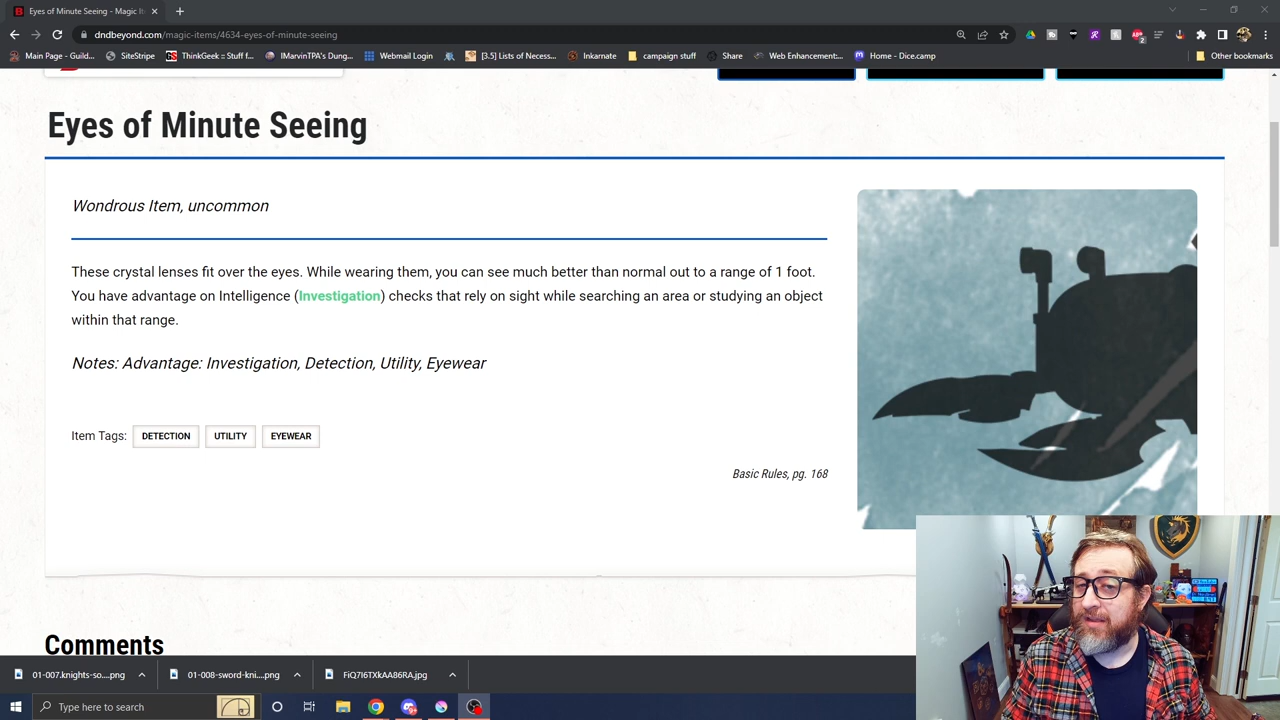 Eyes of Minute Seeing - Magic It
dndbeyond.com/magic-items/4634-eyes-of-minute-seeing
Main Page - Guild...
SiteStripe
ThinkGeek :: Stuff f...
IMarvinTPA's Dung...
Webmail Login
[3.5] Lists of Necess...
Inkarnate
campaign stuff
Share
Web Enhancement:...
Home - Dice.camp
Other bookmarks
Eyes of Minute Seeing
Wondrous Item, uncommon
These crystal lenses fit over the eyes. While wearing them, you can see much better than normal out to a range of 1 foot.
You have advantage on Intelligence (Investigation) checks that rely on sight while searching an area or studying an object
within that range.
Notes: Advantage: Investigation, Detection, Utility, Eyewear
Item Tags: DETECTION UTILITY EYEWEAR
Basic Rules, pg. 168
Comments
01-007.knights-so....png
01-008-sword-kni....png
FiQ7I6TXkAA86RA.jpg
Type here to search